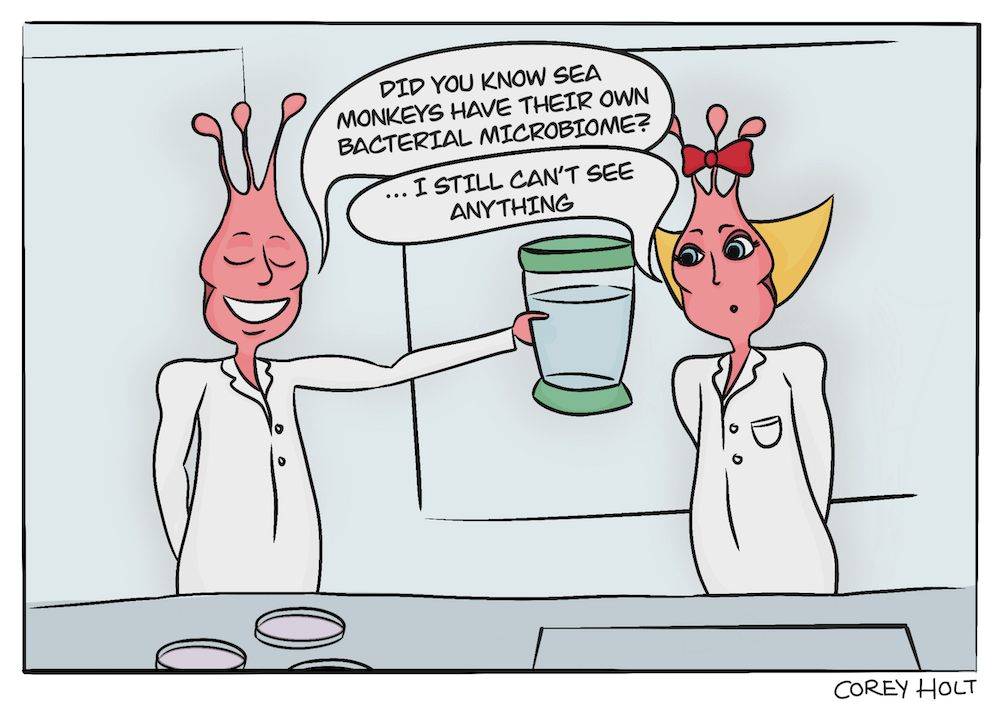 DID YOU KNOW SEA
MONKEYS HAVE THEIR OWN
BACTERIAL MICROBIOME?
... I STILL CAN'T SEE
ANYTHING
COREY HOLT